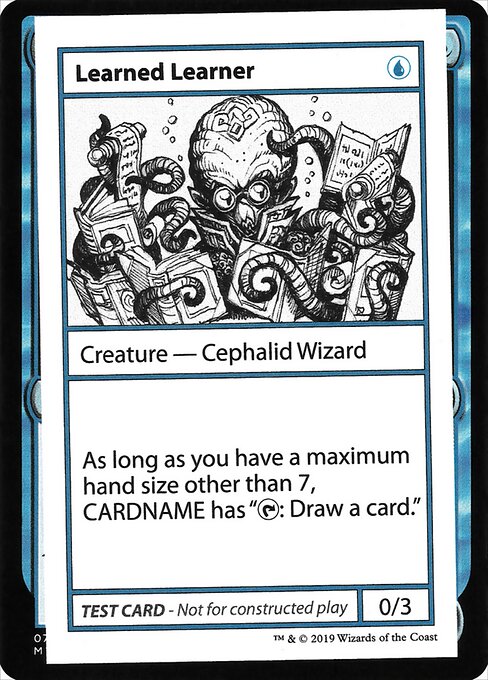 Learned Learner
Creature — Cephalid Wizard
As long as you have a maximum
hand size other than 7,
CARDNAME has “: Draw a card.”
TEST CARD - Not for constructed play
0/3
07
M
™ & © 2019 Wizards of the Coast